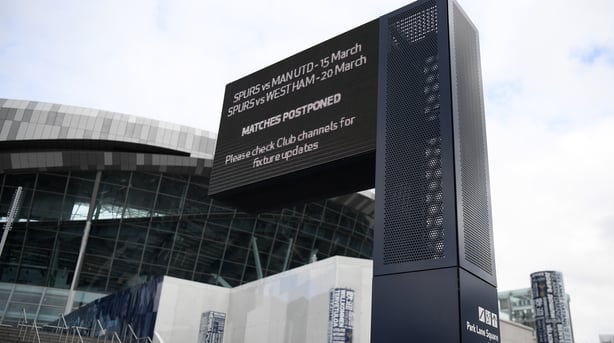 SPURS vs MAN UTD - 15 March
SPURS vs WEST HAM - 20 March
MATCHES POSTPONED
Please check Club channels for
fixture updates
Park Lane Square